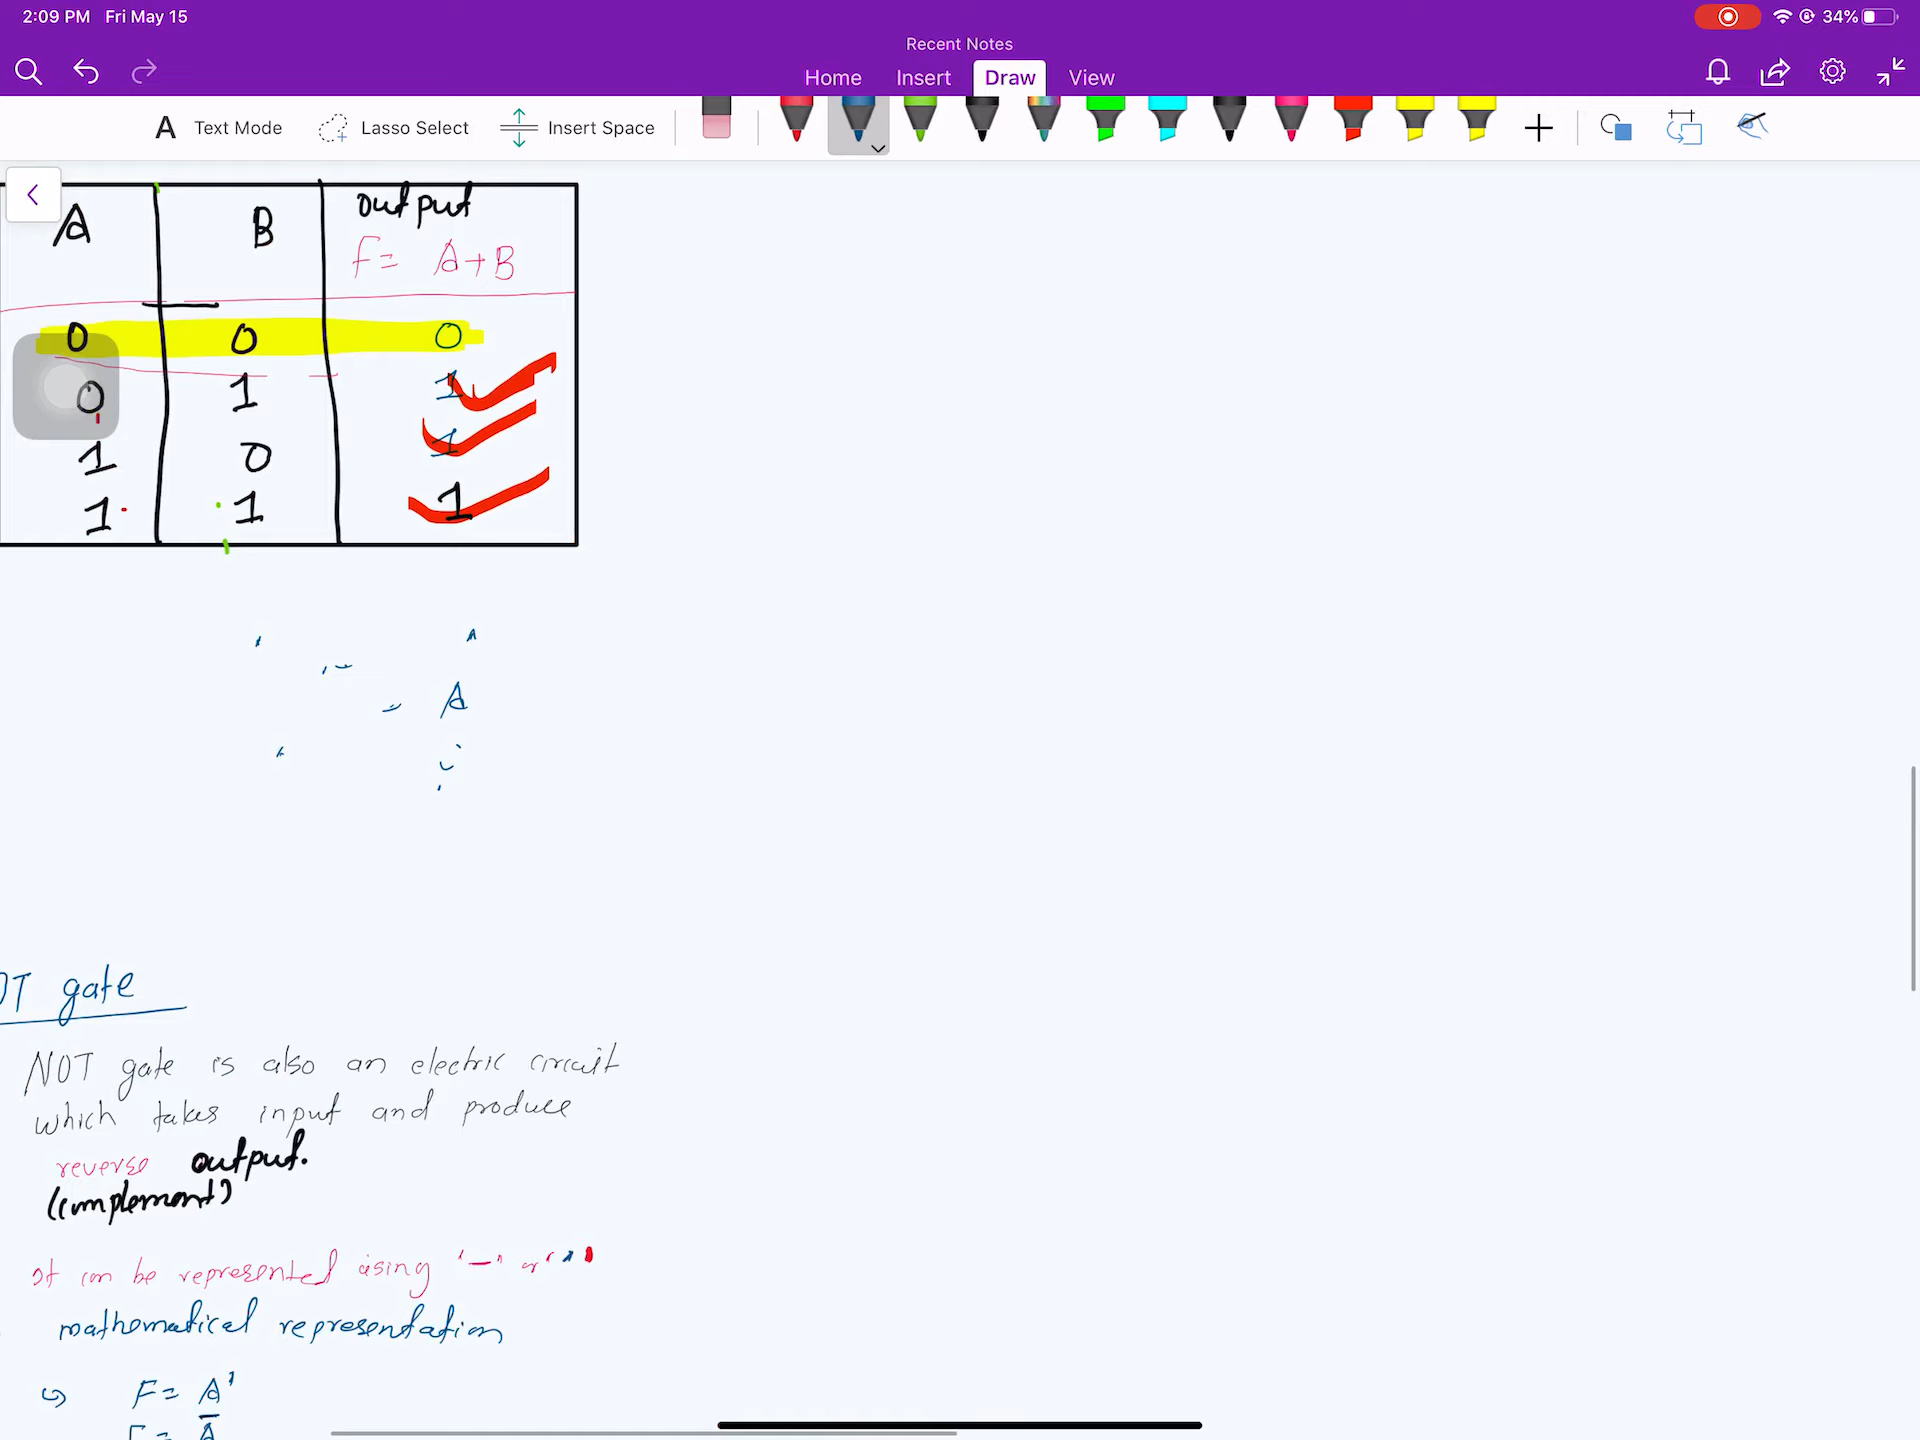 2:09 PM Fri May 15
34%
Recent Notes
Home Insert Draw View
A Text Mode Lasso Select Insert Space
A B output
F = A+B
0 0 0
0 1 1
1 0 1
1 1 1
A
OT gate
NOT gate is also an electric circuit
which takes input and produce
reverse output.
(complement)
It can be represented using '—' or '
mathematical representation
F = A'
F = A̅